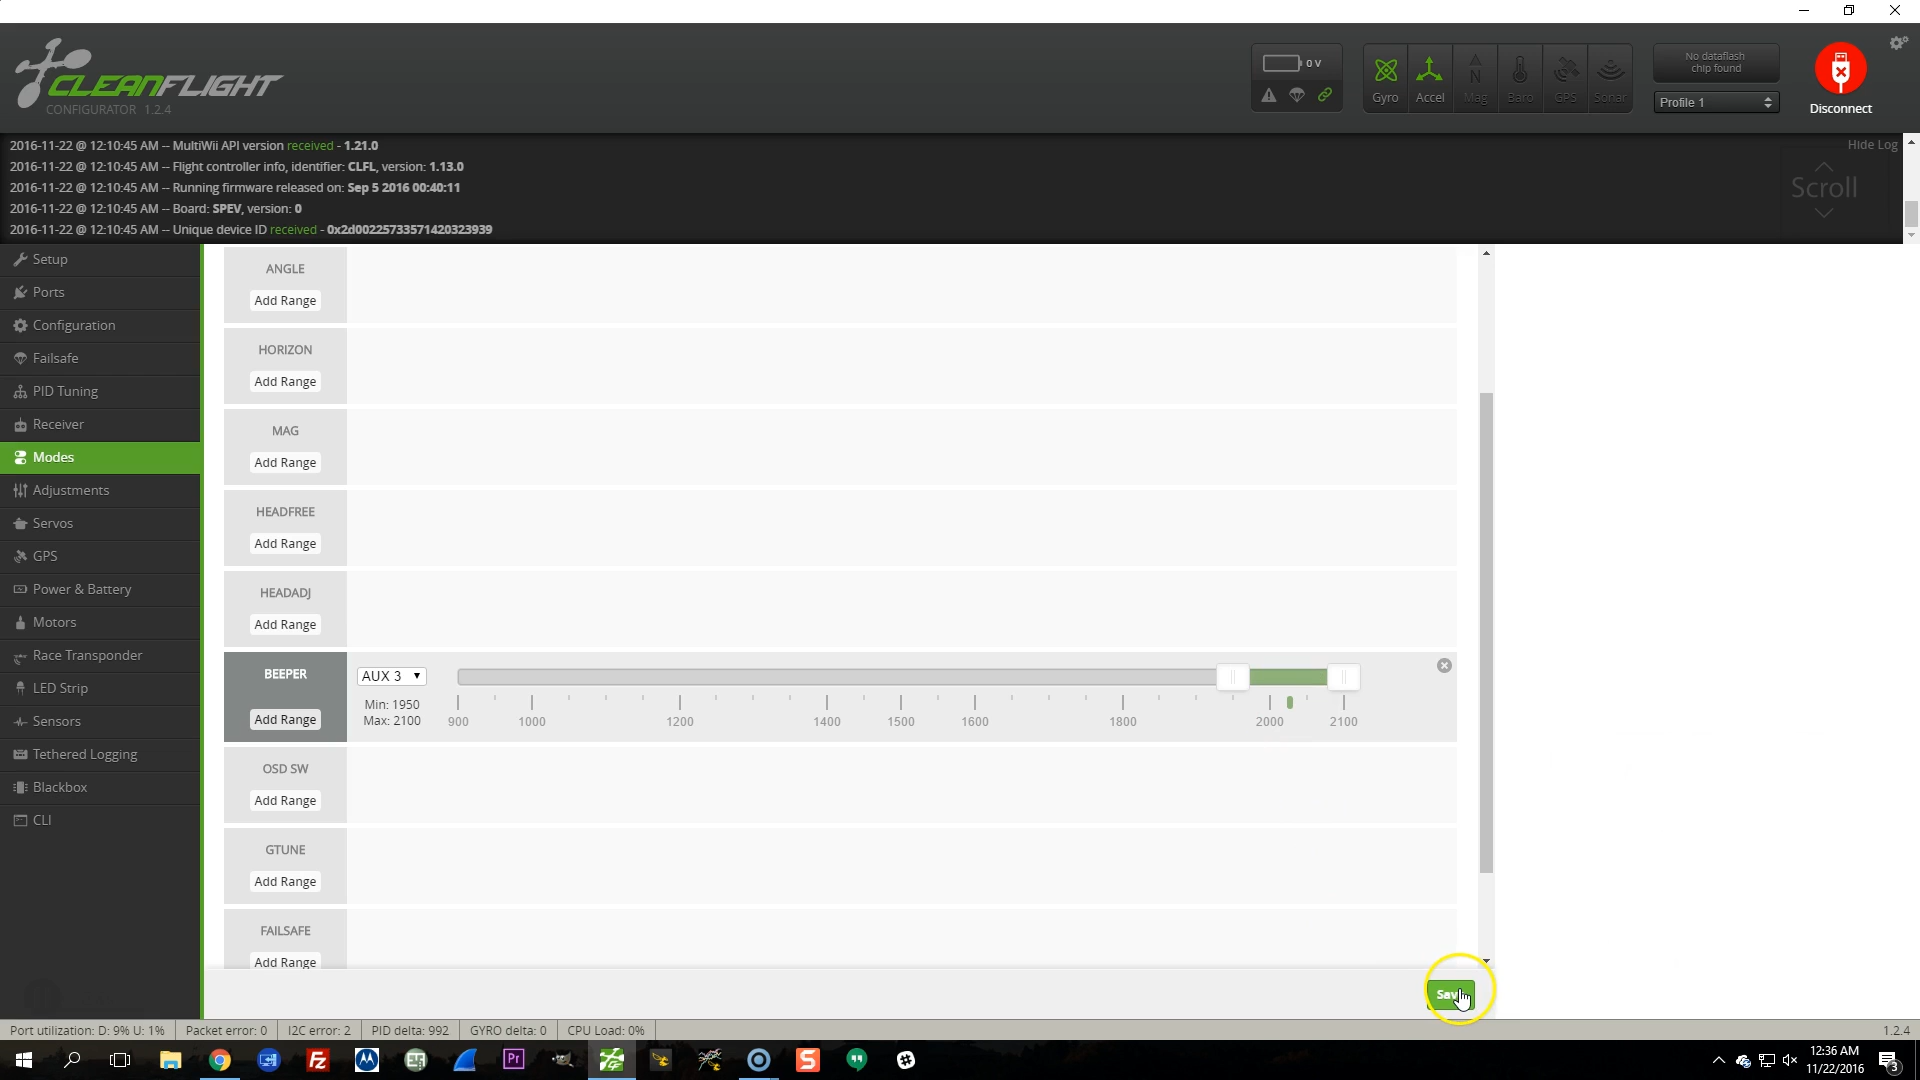 CLEANFLIGHT
CONFIGURATOR 1.2.4
0 V
Gyro
Accel
Mag
Baro
GPS
Sonar
No dataflash
chip found
Profile 1
Disconnect
2016-11-22 @ 12:10:45 AM -- MultiWii API version received - 1.21.0
2016-11-22 @ 12:10:45 AM -- Flight controller info, identifier: CLFL, version: 1.13.0
2016-11-22 @ 12:10:45 AM -- Running firmware released on: Sep 5 2016 00:40:11
2016-11-22 @ 12:10:45 AM -- Board: SPEV, version: 0
2016-11-22 @ 12:10:45 AM -- Unique device ID received - 0x2d00225733571420323939
Hide Log
Scroll
Setup
Ports
Configuration
Failsafe
PID Tuning
Receiver
Modes
Adjustments
Servos
GPS
Power & Battery
Motors
Race Transponder
LED Strip
Sensors
Tethered Logging
Blackbox
CLI
ANGLE
Add Range
HORIZON
Add Range
MAG
Add Range
HEADFREE
Add Range
HEADADJ
Add Range
BEEPER
Add Range
AUX 3
Min: 1950
Max: 2100
900 1000 1200 1400 1500 1600 1800 2000 2100
OSD SW
Add Range
GTUNE
Add Range
FAILSAFE
Add Range
Save
Port utilization: D: 9% U: 1%
Packet error: 0
I2C error: 2
PID delta: 992
GYRO delta: 0
CPU Load: 0%
1.2.4
12:36 AM
11/22/2016
3